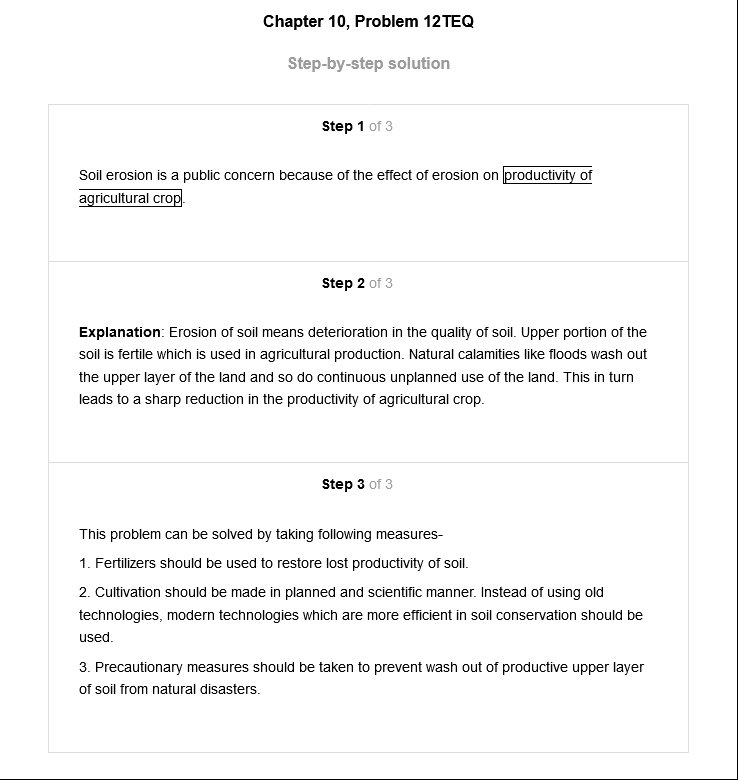 Chapter 10, Problem 12TEQ
Step-by-step solution
Step 1 of 3
Soil erosion is a public concern because of the effect of erosion on productivity of
agricultural crop.
Step 2 of 3
Explanation: Erosion of soil means deterioration in the quality of soil. Upper portion of the
soil is fertile which is used in agricultural production. Natural calamities like floods wash out
the upper layer of the land and so do continuous unplanned use of the land. This in turn
leads to a sharp reduction in the productivity of agricultural crop.
Step 3 of 3
This problem can be solved by taking following measures-
1. Fertilizers should be used to restore lost productivity of soil.
2. Cultivation should be made in planned and scientific manner. Instead of using old
technologies, modern technologies which are more efficient in soil conservation should be
used.
3. Precautionary measures should be taken to prevent wash out of productive upper layer
of soil from natural disasters.